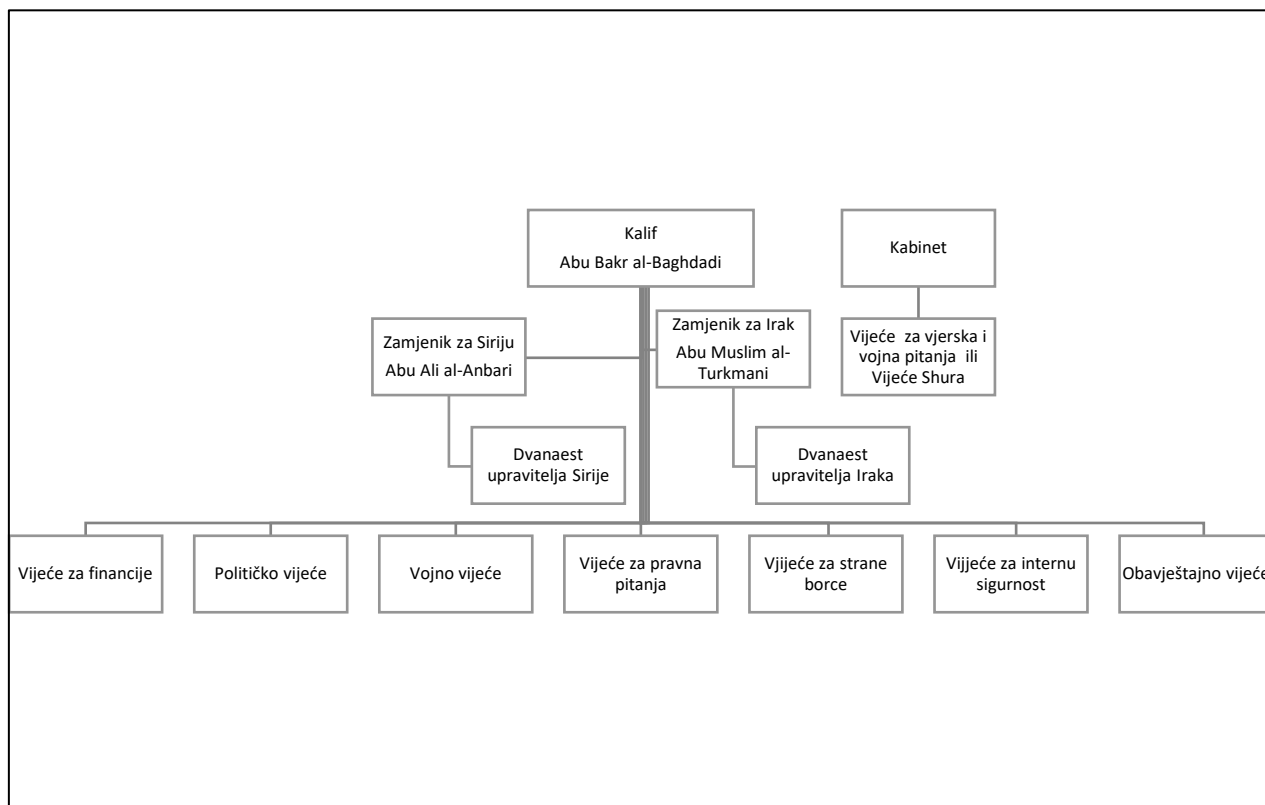 Kalif
Abu Bakr al-Baghdadi
Kabinet
Zamjenik za Siriju
Abu Ali al-Anbari
Zamjenik za Irak
Abu Muslim al-
Turkmani
Vijeće za vjerska i
vojna pitanja ili
Vijeće Shura
Dvanaest
upravitelja Sirije
Dvanaest
upravitelja Iraka
Vijeće za financije
Političko vijeće
Vojno vijeće
Vijeće za pravna
pitanja
Vjijeće za strane
borce
Vijjeće za internu
sigurnost
Obavještajno vijeće